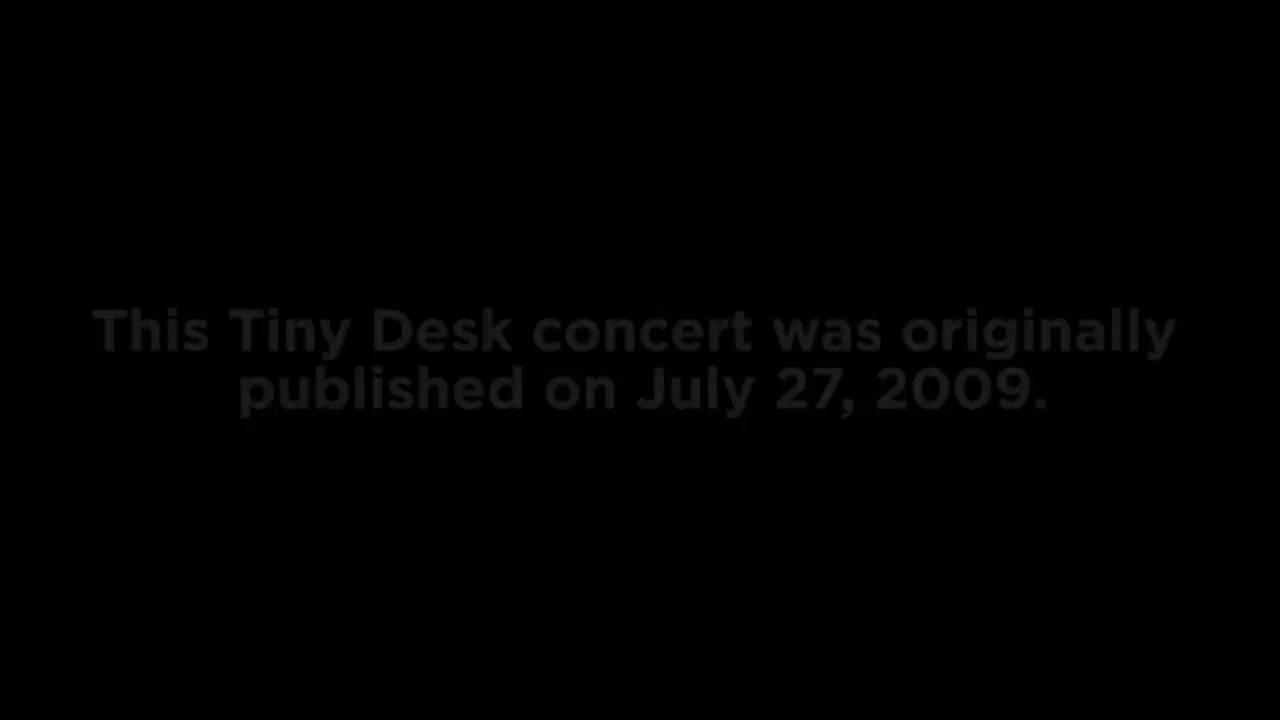 This Tiny Desk concert was originally
published on July 27, 2009.